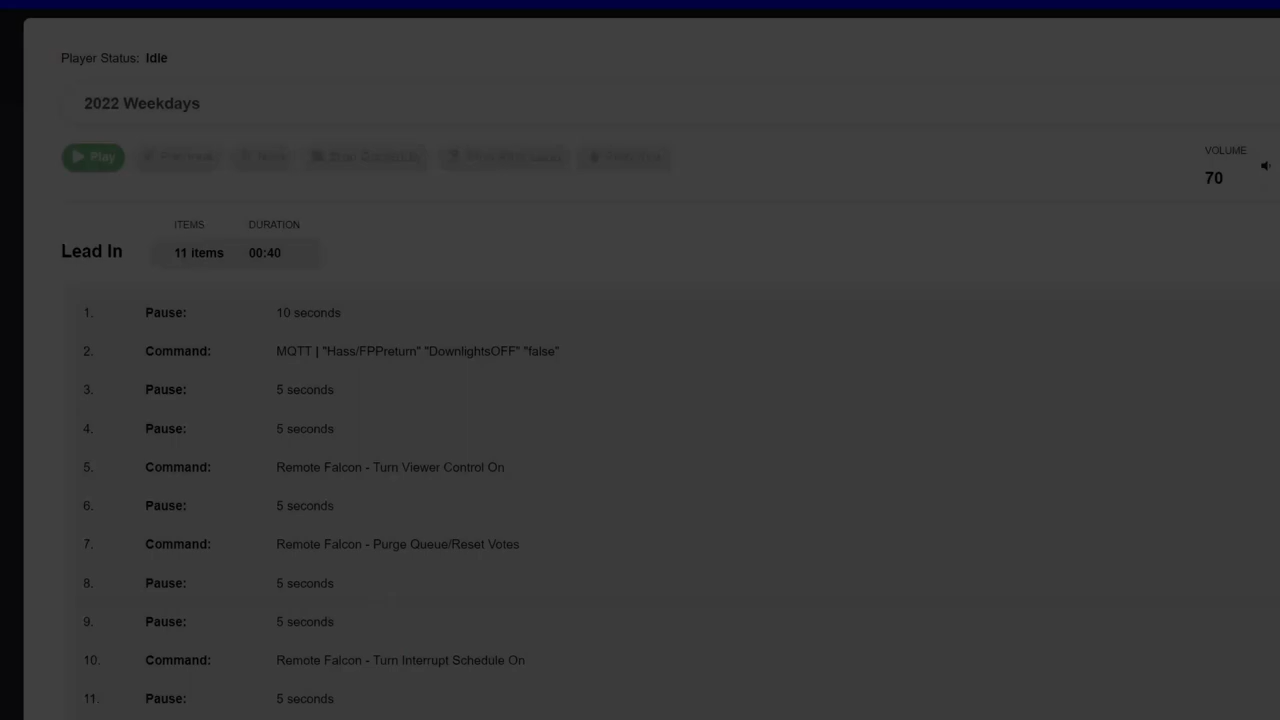 Player Status: Idle
2022 Weekdays
Play
VOLUME
70
ITEMS DURATION
Lead In 11 items 00:40
1. Pause: 10 seconds
2. Command: MQTT | "Hass/FPPreturn" "DownlightsOFF" "false"
3. Pause: 5 seconds
4. Pause: 5 seconds
5. Command: Remote Falcon - Turn Viewer Control On
6. Pause: 5 seconds
7. Command: Remote Falcon - Purge Queue/Reset Votes
8. Pause: 5 seconds
9. Pause: 5 seconds
10. Command: Remote Falcon - Turn Interrupt Schedule On
11. Pause: 5 seconds